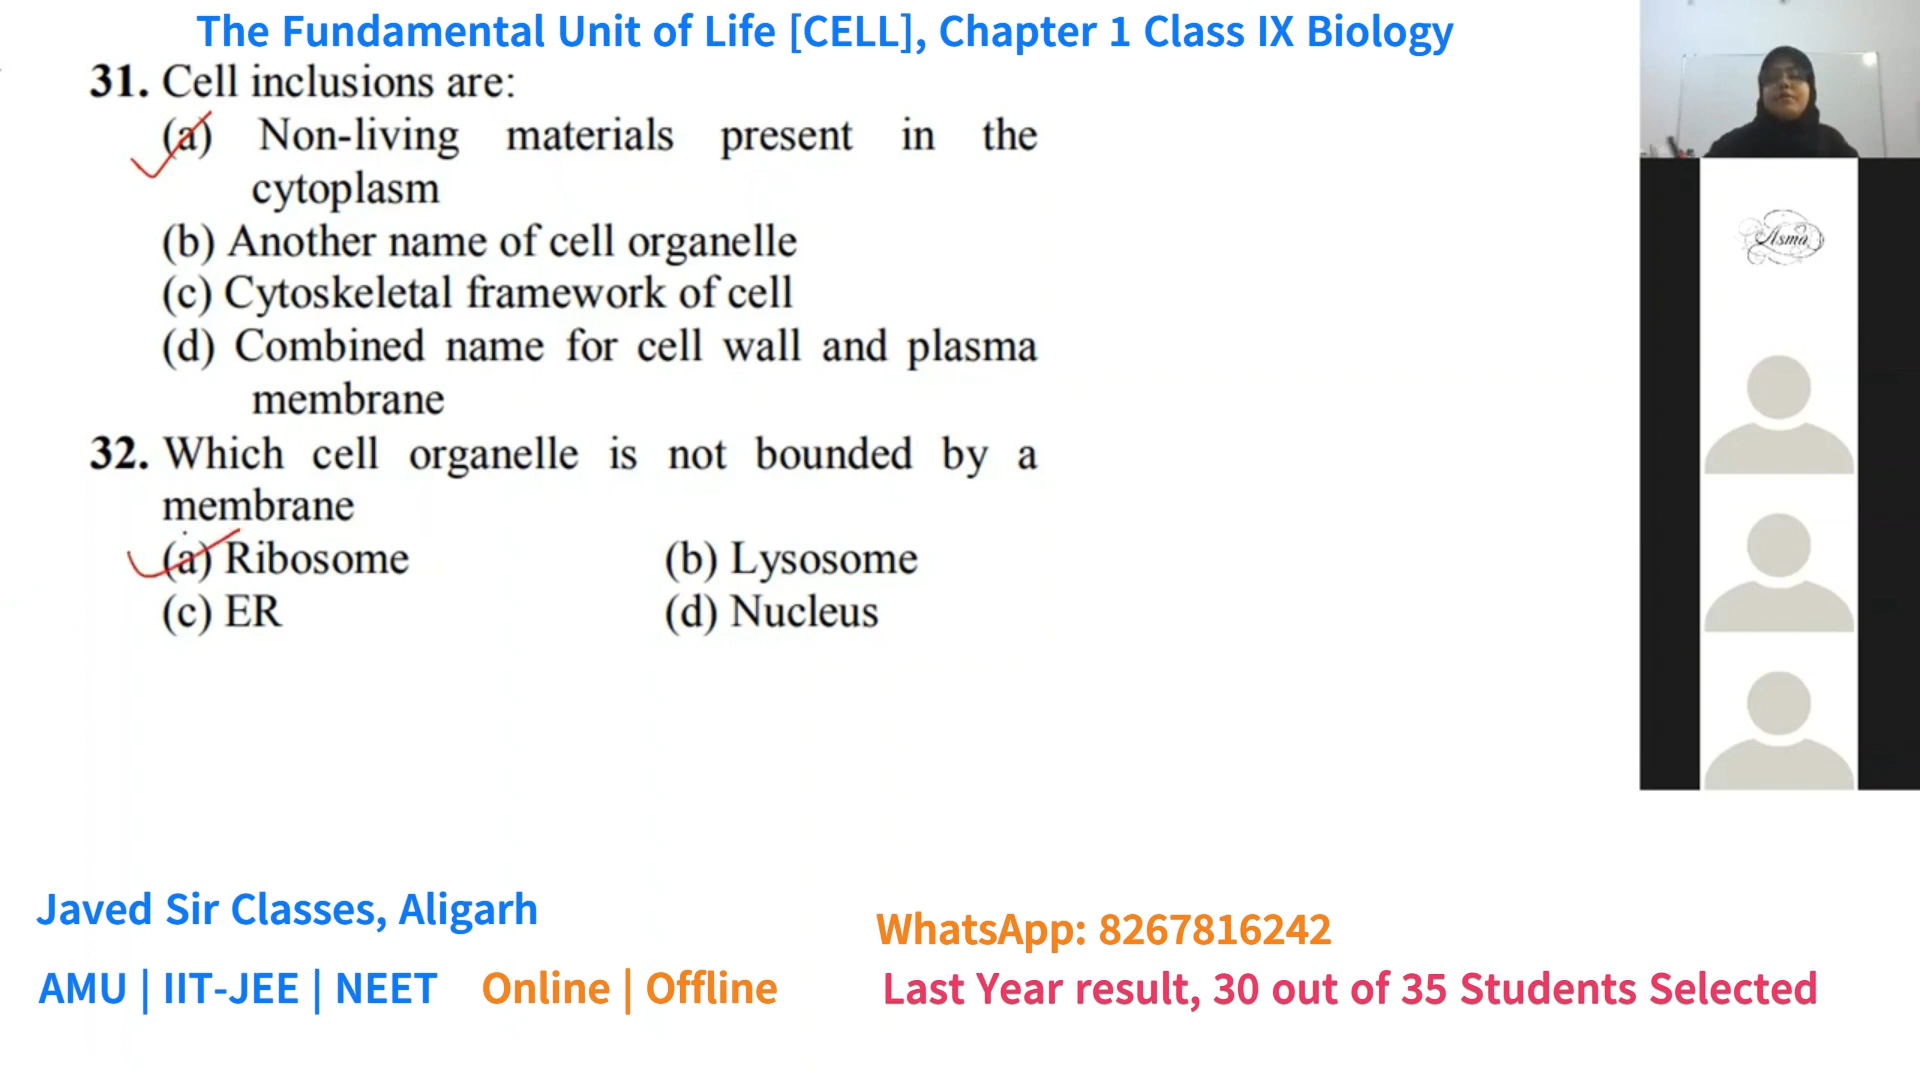 The Fundamental Unit of Life [CELL], Chapter 1 Class IX Biology
31. Cell inclusions are:
(a) Non-living materials present in the
cytoplasm
(b) Another name of cell organelle
(c) Cytoskeletal framework of cell
(d) Combined name for cell wall and plasma
membrane
32. Which cell organelle is not bounded by a
membrane
(a) Ribosome (b) Lysosome
(c) ER (d) Nucleus
Asma
Javed Sir Classes, Aligarh
WhatsApp: 8267816242
AMU | IIT-JEE | NEET Online | Offline
Last Year result, 30 out of 35 Students Selected